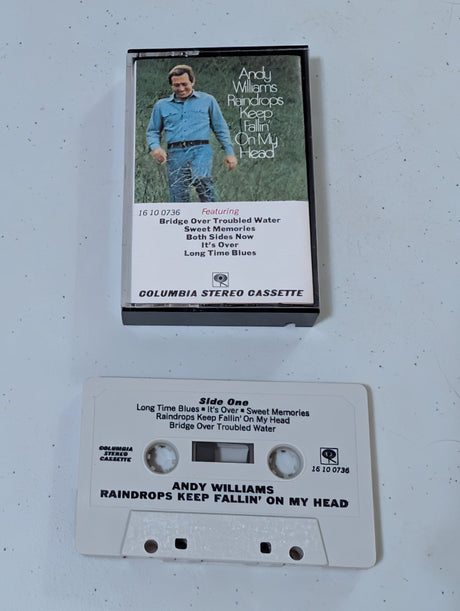 Andy
Williams
Raindrops
Keep
Fallin'
On My
Head
16 10 0736 Featuring
Bridge Over Troubled Water
Sweet Memories
Both Sides Now
It's Over
Long Time Blues
COLUMBIA STEREO CASSETTE
Side One
Long Time Blues ■ It's Over ■ Sweet Memories
Raindrops Keep Fallin' On My Head
Bridge Over Troubled Water
COLUMBIA
STEREO
CASSETTE
16 10 0736
ANDY WILLIAMS
RAINDROPS KEEP FALLIN' ON MY HEAD